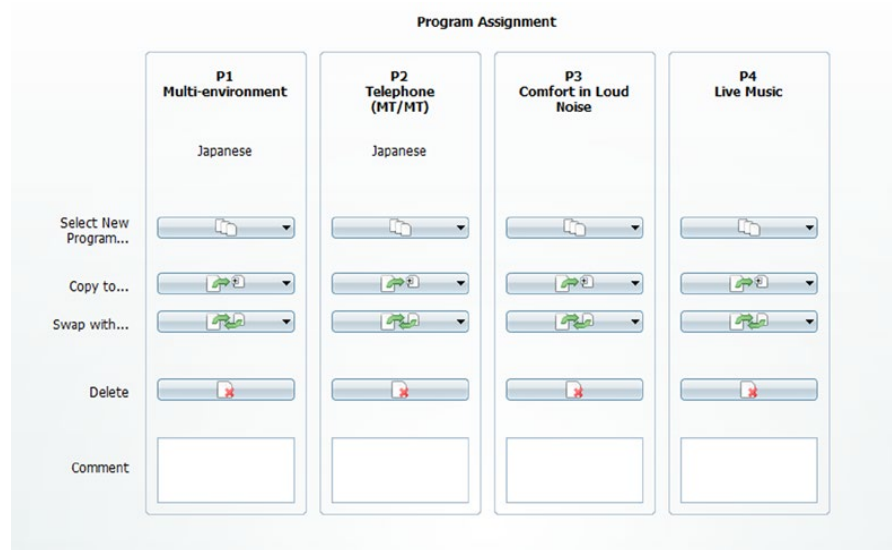 Program Assignment
P1
Multi-environment
Japanese
P2
Telephone
(MT/MT)
Japanese
P3
Comfort in Loud
Noise
P4
Live Music
Select New
Program...
Copy to...
Swap with...
Delete
Comment